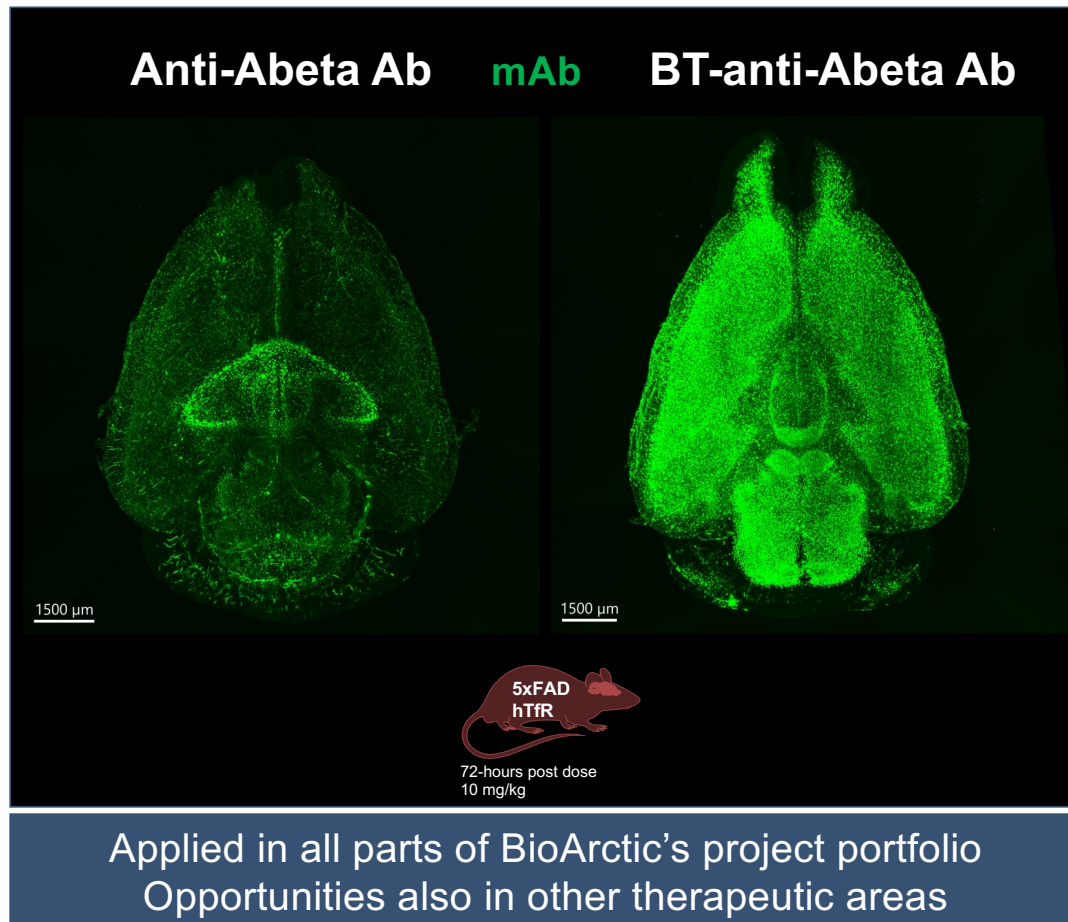 Anti-Abeta Ab mAb BT-anti-Abeta Ab
1500 µm
1500 µm
5xFAD
hTfR
72-hours post dose
10 mg/kg
Applied in all parts of BioArctic's project portfolio
Opportunities also in other therapeutic areas